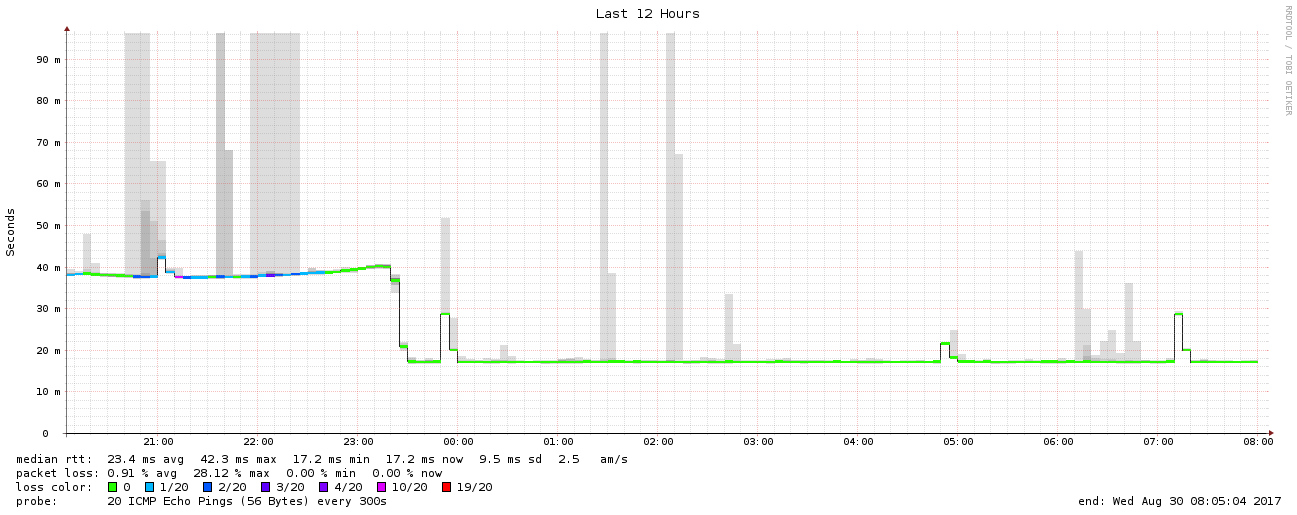 Last 12 Hours
RRDTOOL / TOBI OETIKER
Seconds
90 m
80 m
70 m
60 m
50 m
40 m
30 m
20 m
10 m
0
21:00 22:00 23:00 00:00 01:00 02:00 03:00 04:00 05:00 06:00 07:00 08:00
median rtt: 23.4 ms avg 42.3 ms max 17.2 ms min 17.2 ms now 9.5 ms sd 2.5 am/s
packet loss: 0.91 % avg 28.12 % max 0.00 % min 0.00 % now
loss color: 0 1/20 2/20 3/20 4/20 10/20 19/20
probe: 20 ICMP Echo Pings (56 Bytes) every 300s end: Wed Aug 30 08:05:04 2017